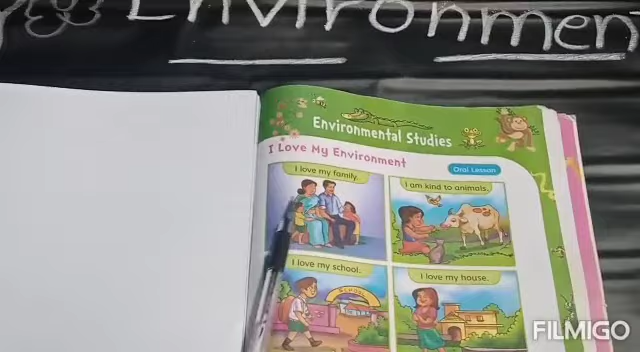 Environmen
Environmental Studies
I Love My Environment
Oral Lesson
I love my family.
I am kind to animals.
I love my school.
SCHOOL
I love my house.
FILMIGO